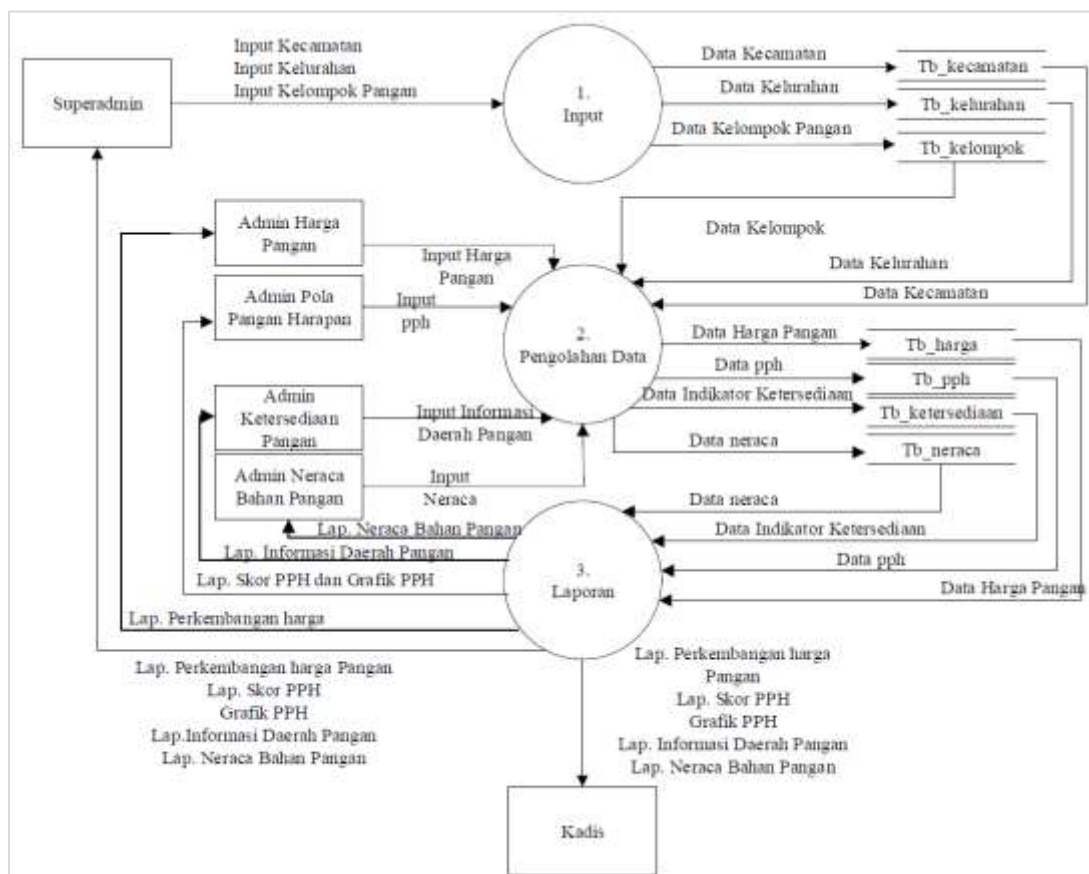 Superadmin
Input Kecamatan
Input Kelurahan
Input Kelompok Pangan
1.
Input
Data Kecamatan
Data Kelurahan
Data Kelompok Pangan
Tb_kecamatan
Tb_kelurahan
Tb_kelompok
Data Kelompok
Data Kelurahan
Data Kecamatan
Admin Harga
Pangan
Input Harga
Pangan
Admin Pola
Pangan Harapan
Input
pph
Admin
Ketersediaan
Pangan
Input Informasi
Daerah Pangan
Admin Neraca
Bahan Pangan
Input
Neraca
2.
Pengolahan Data
Data Harga Pangan
Data pph
Data Indikator Ketersediaan
Data neraca
Tb_harga
Tb_pph
Tb_ketersediaan
Tb_neraca
Data neraca
Data Indikator Ketersediaan
Data pph
Data Harga Pangan
3.
Laporan
Lap. Neraca Bahan Pangan
Lap. Informasi Daerah Pangan
Lap. Skor PPH dan Grafik PPH
Lap. Perkembangan harga
Lap. Perkembangan harga Pangan
Lap. Skor PPH
Grafik PPH
Lap.Informasi Daerah Pangan
Lap. Neraca Bahan Pangan
Lap. Perkembangan harga
Pangan
Lap. Skor PPH
Grafik PPH
Lap. Informasi Daerah Pangan
Lap. Neraca Bahan Pangan
Kadis